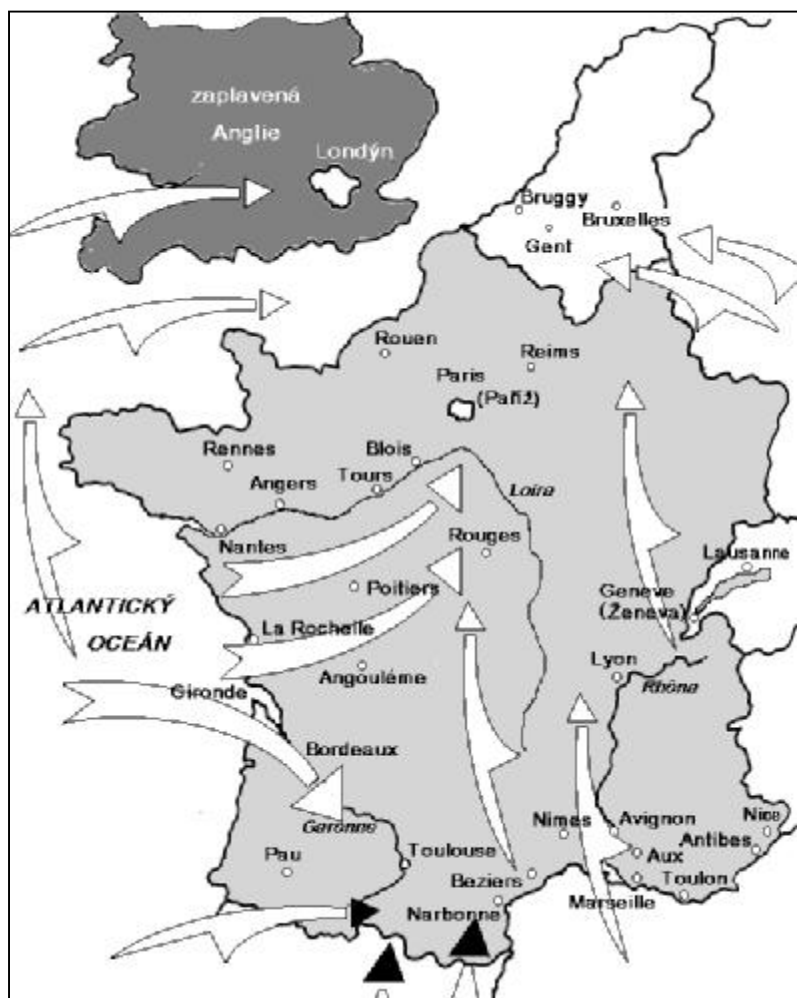 zaplavená
Anglie
Londýn
Bruggy
Bruxelles
Gent
Rouen
Reims
Paris
(Paříž)
Rennes
Blois
Tours
Angers
Loira
Nantes
Rouges
Lausanne
Poitiers
Geneve
(Ženeva)
ATLANTICKÝ
OCEÁN
La Rochelle
Angouléme
Lyon
Rhôna
Gironde
Bordeaux
Garonne
Nimes
Avignon
Nice
Antibes
Pau
Toulouse
Aux
Beziers
Toulon
Marseille
Narbonne